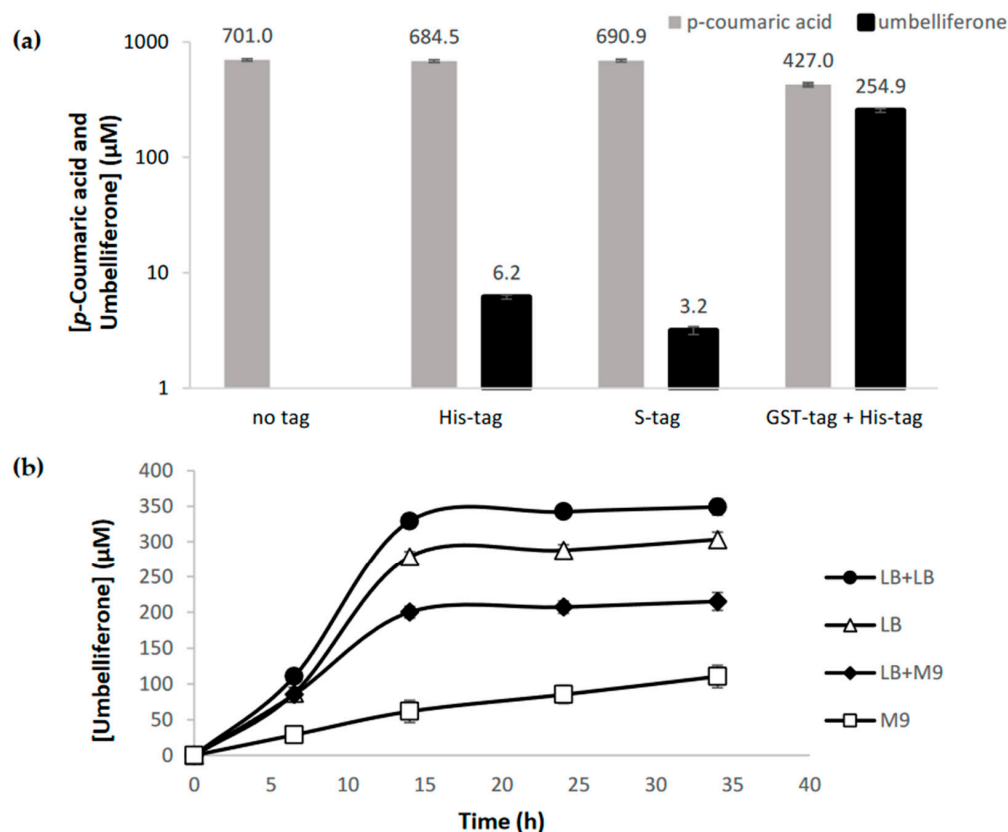 (a)
p-coumaric acid umbelliferone
[p-Coumaric acid and
Umbelliferone] (µM)
1000
100
10
1
701.0
684.5
6.2
690.9
3.2
427.0
254.9
no tag His-tag S-tag GST-tag + His-tag
(b)
[Umbelliferone] (µM)
400
350
300
250
200
150
100
50
0
0 5 10 15 20 25 30 35 40
Time (h)
LB+LB
LB
LB+M9
M9